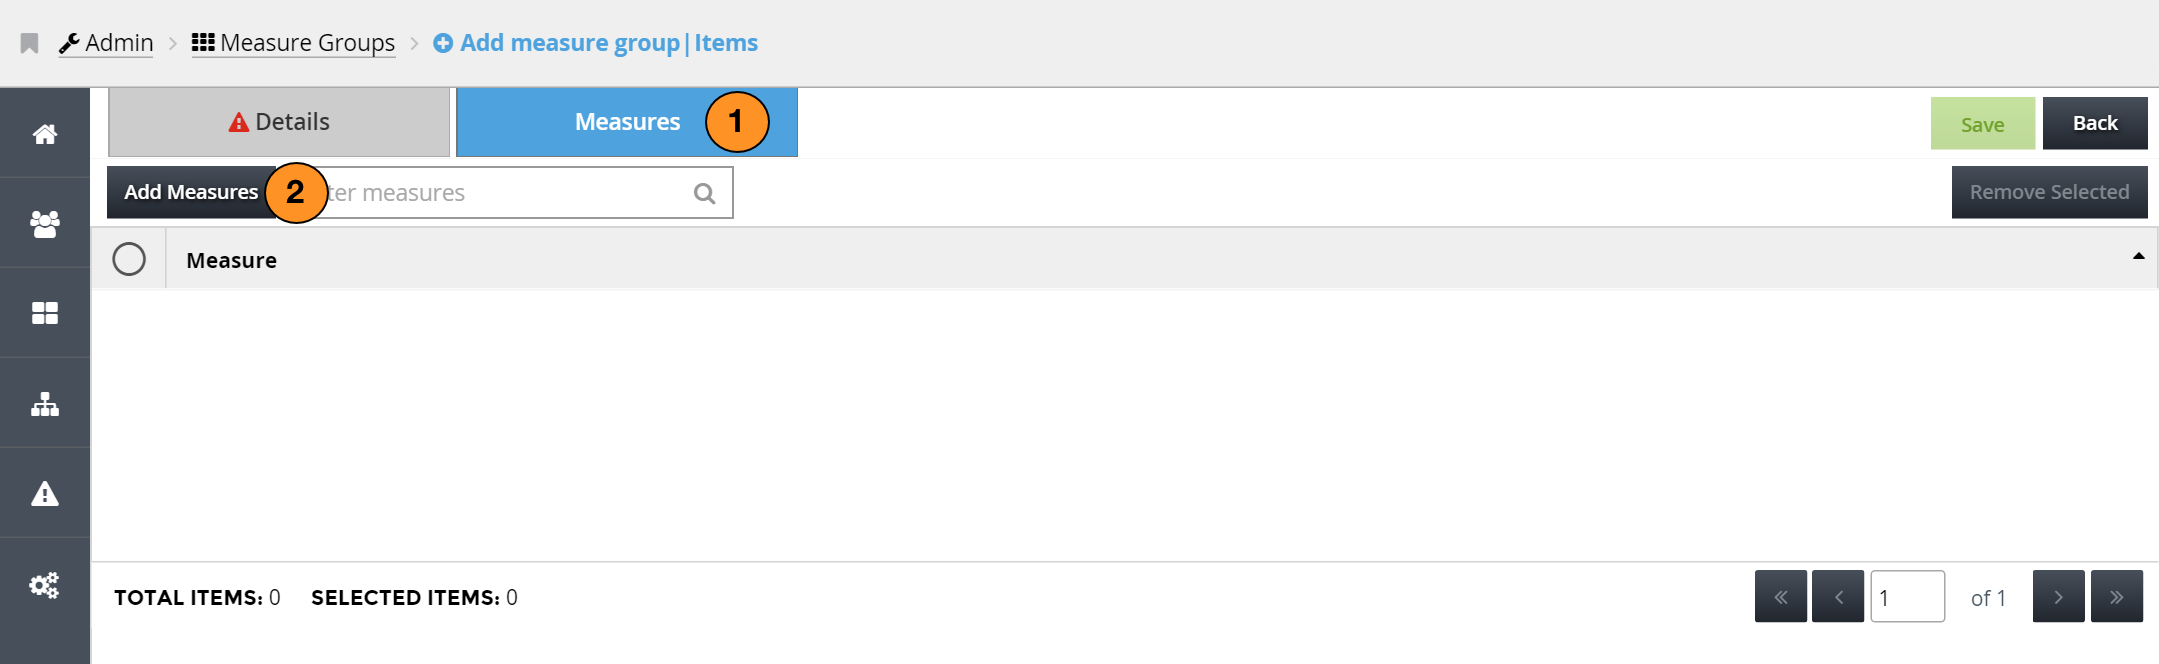 Admin > Measure Groups > Add measure group|Items
Details
Measures 1
Save
Back
Add Measures 2 ter measures
Remove Selected
Measure
TOTAL ITEMS: 0 SELECTED ITEMS: 0
« ‹ 1 of 1 › »